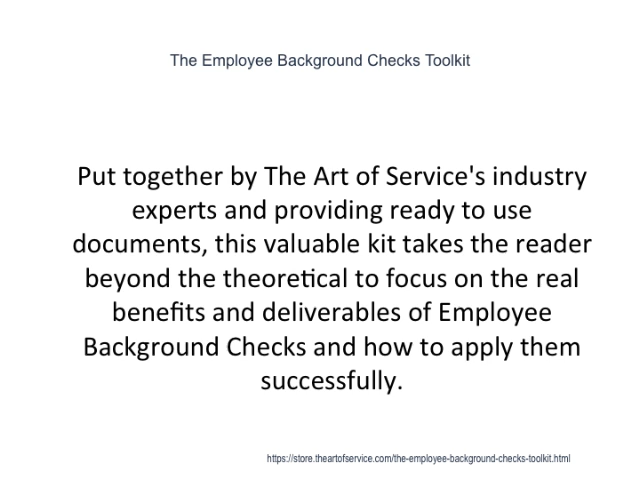 The Employee Background Checks Toolkit
Put together by The Art of Service's industry
experts and providing ready to use
documents, this valuable kit takes the reader
beyond the theoretical to focus on the real
benefits and deliverables of Employee
Background Checks and how to apply them
successfully.
https://store.theartofservice.com/the-employee-background-checks-toolkit.html